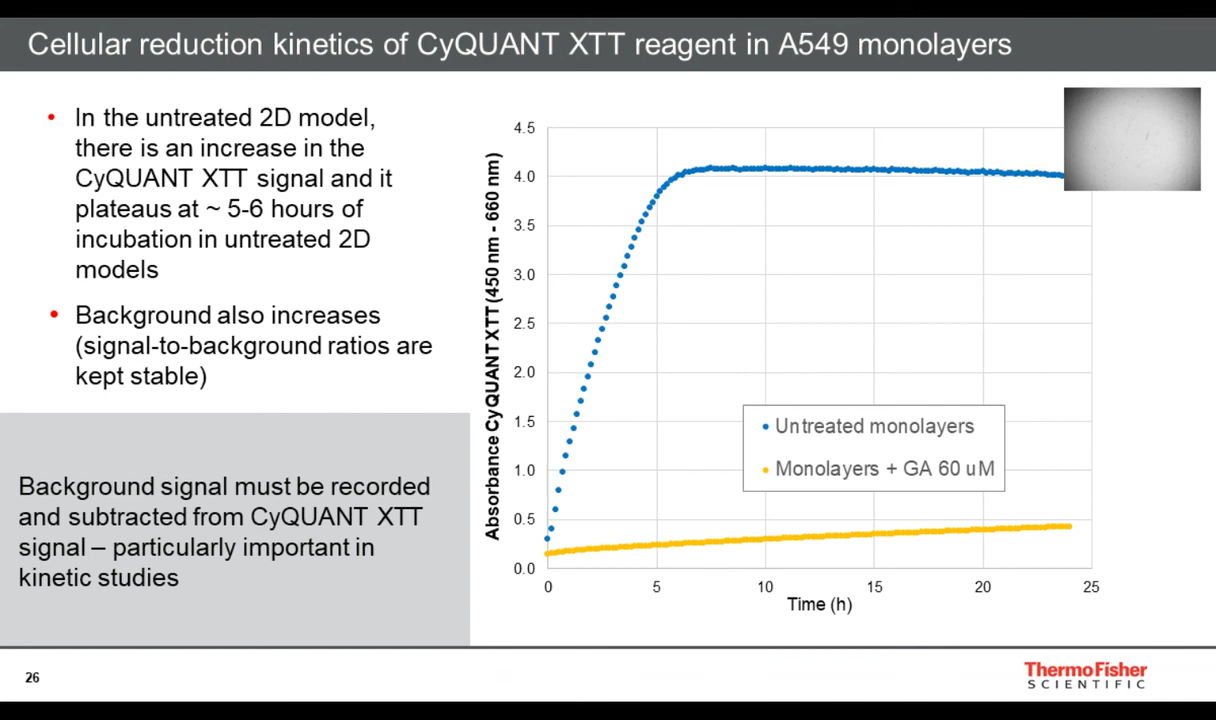 Cellular reduction kinetics of CyQUANT XTT reagent in A549 monolayers
• In the untreated 2D model,
there is an increase in the
CyQUANT XTT signal and it
plateaus at ~ 5-6 hours of
incubation in untreated 2D
models
• Background also increases
(signal-to-background ratios are
kept stable)
Background signal must be recorded
and subtracted from CyQUANT XTT
signal – particularly important in
kinetic studies
Absorbance CyQUANT XTT (450 nm - 660 nm)
4.5
4.0
3.5
3.0
2.5
2.0
1.5
1.0
0.5
0.0
Untreated monolayers
Monolayers + GA 60 uM
0 5 10 15 20 25
Time (h)
26
ThermoFisher
SCIENTIFIC